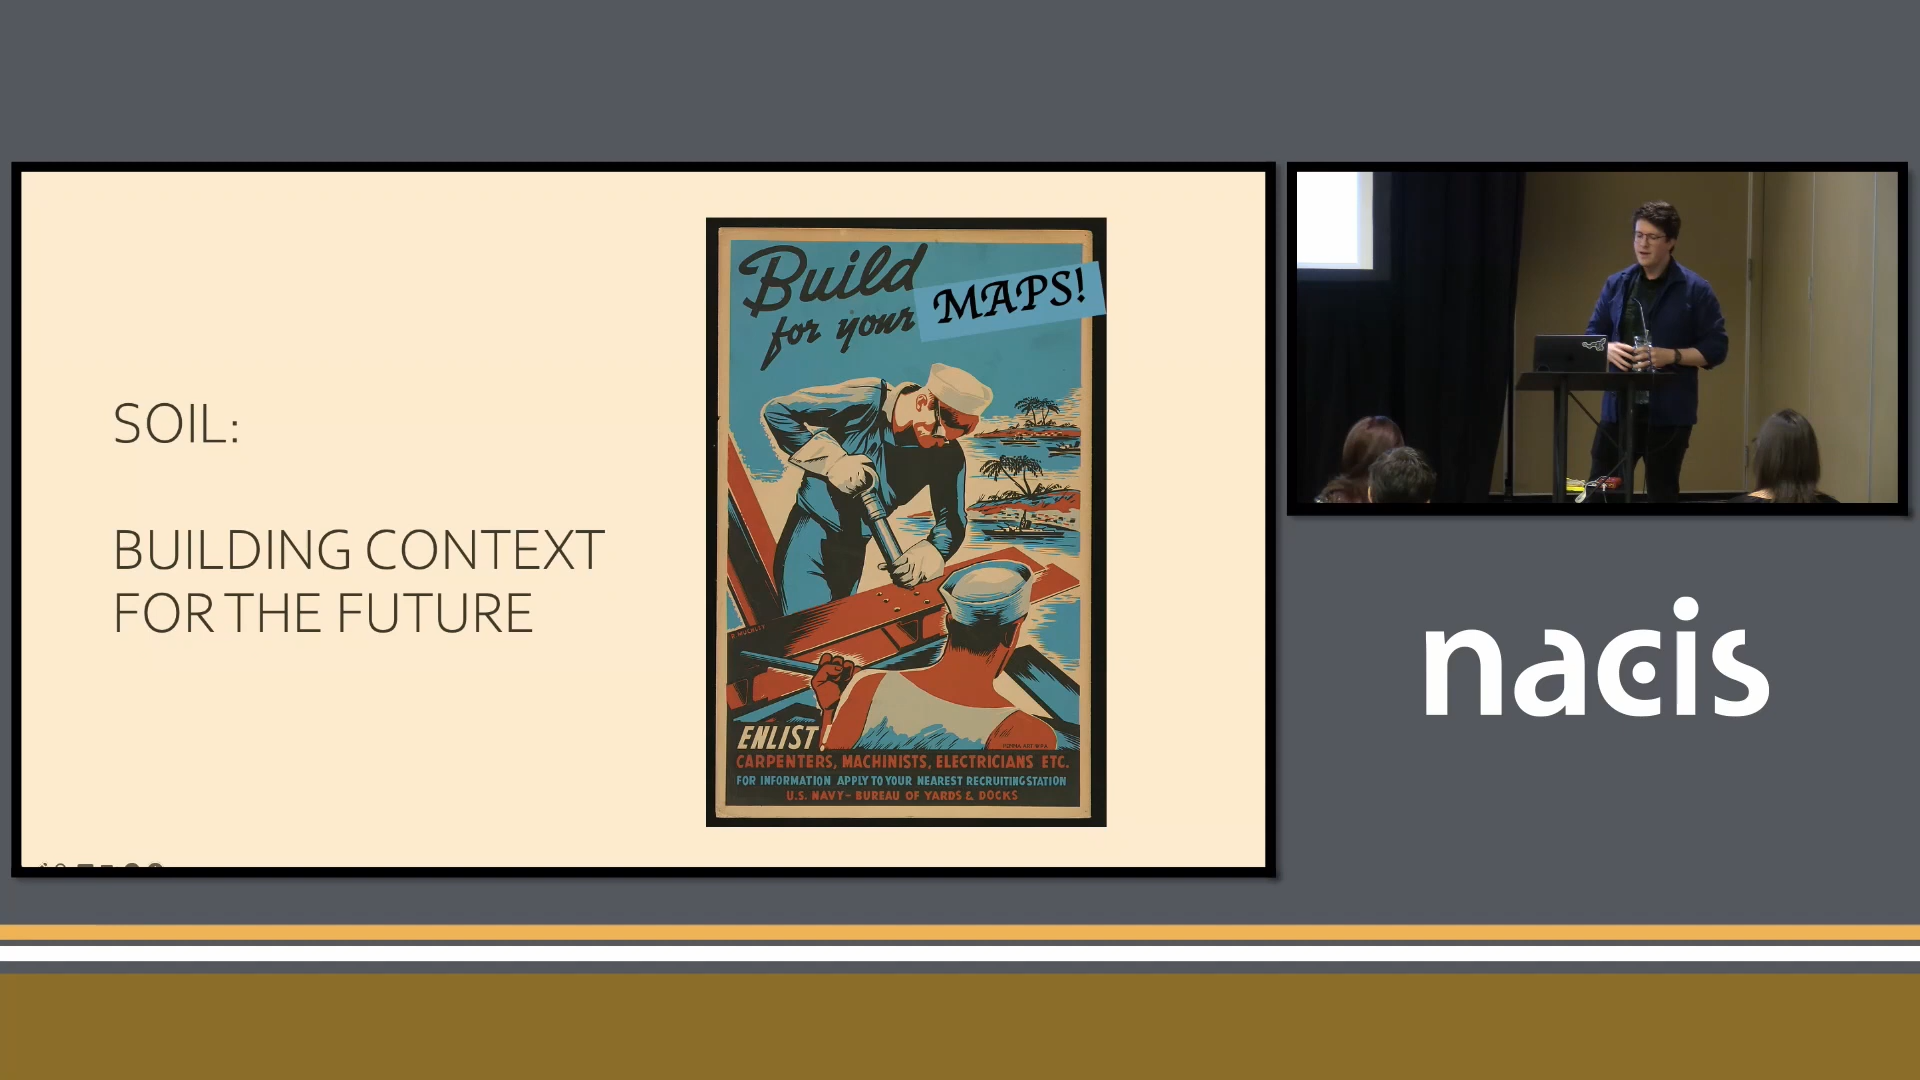 SOIL:
BUILDING CONTEXT
FOR THE FUTURE
Build
for your MAPS!
ENLIST!
CARPENTERS, MACHINISTS, ELECTRICIANS ETC.
FOR INFORMATION APPLY TO YOUR NEAREST RECRUITING STATION
U.S. NAVY - BUREAU OF YARDS & DOCKS
nacis